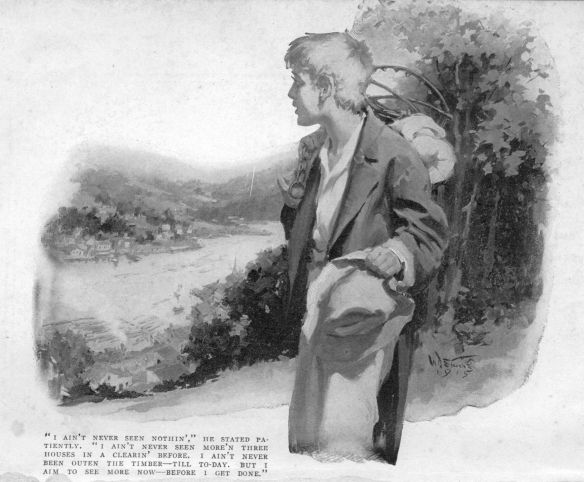 "I AIN'T NEVER SEEN NOTHIN'," HE STATED PA-
TIENTLY. "I AIN'T NEVER SEEN MORE'N THREE
HOUSES IN A CLEARIN' BEFORE. I AIN'T NEVER
BEEN OUTEN THE TIMBER—TILL TO-DAY. BUT I
AIM TO SEE MORE NOW—BEFORE I GET DONE."